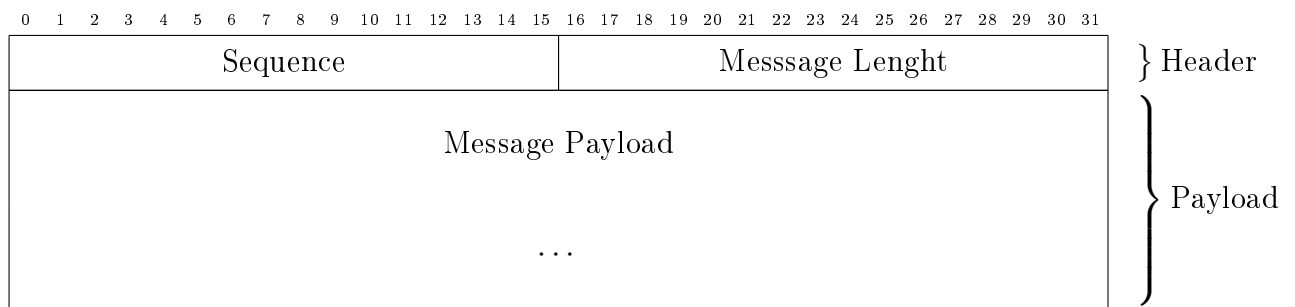 0 1 2 3 4 5 6 7 8 9 10 11 12 13 14 15 16 17 18 19 20 21 22 23 24 25 26 27 28 29 30 31
Sequence Messsage Lenght } Header
Message Payload
} Payload
...